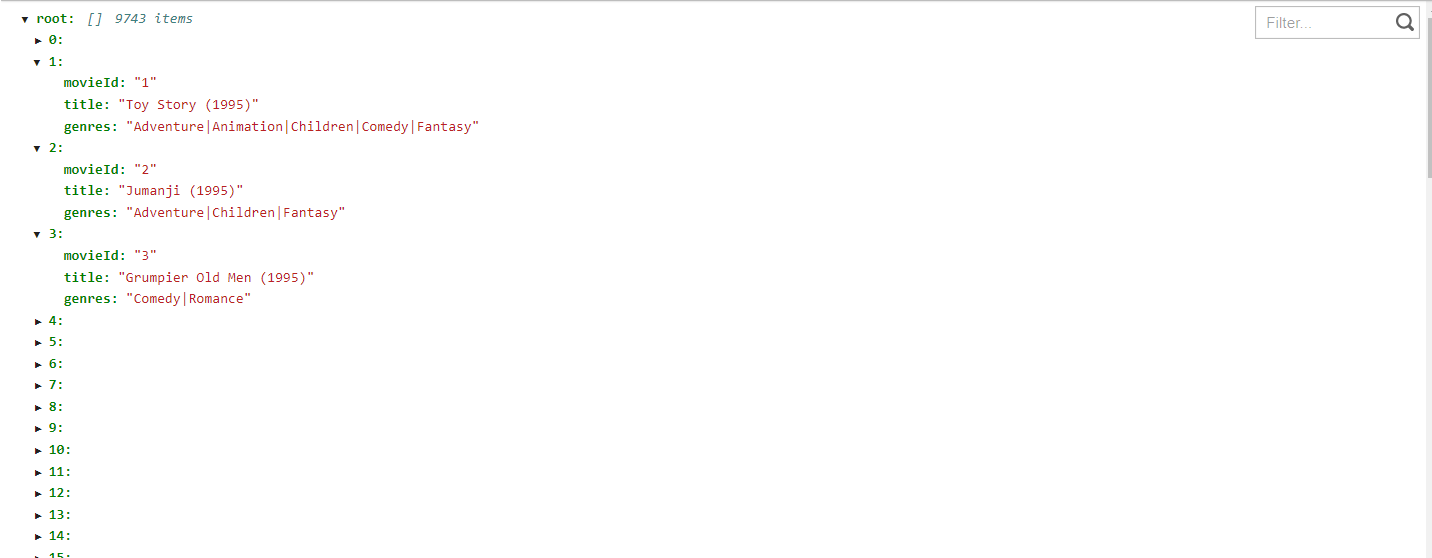 root: [] 9743 items
Filter...
0:
1:
movieId: "1"
title: "Toy Story (1995)"
genres: "Adventure|Animation|Children|Comedy|Fantasy"
2:
movieId: "2"
title: "Jumanji (1995)"
genres: "Adventure|Children|Fantasy"
3:
movieId: "3"
title: "Grumpier Old Men (1995)"
genres: "Comedy|Romance"
4:
5:
6:
7:
8:
9:
10:
11:
12:
13:
14:
15: